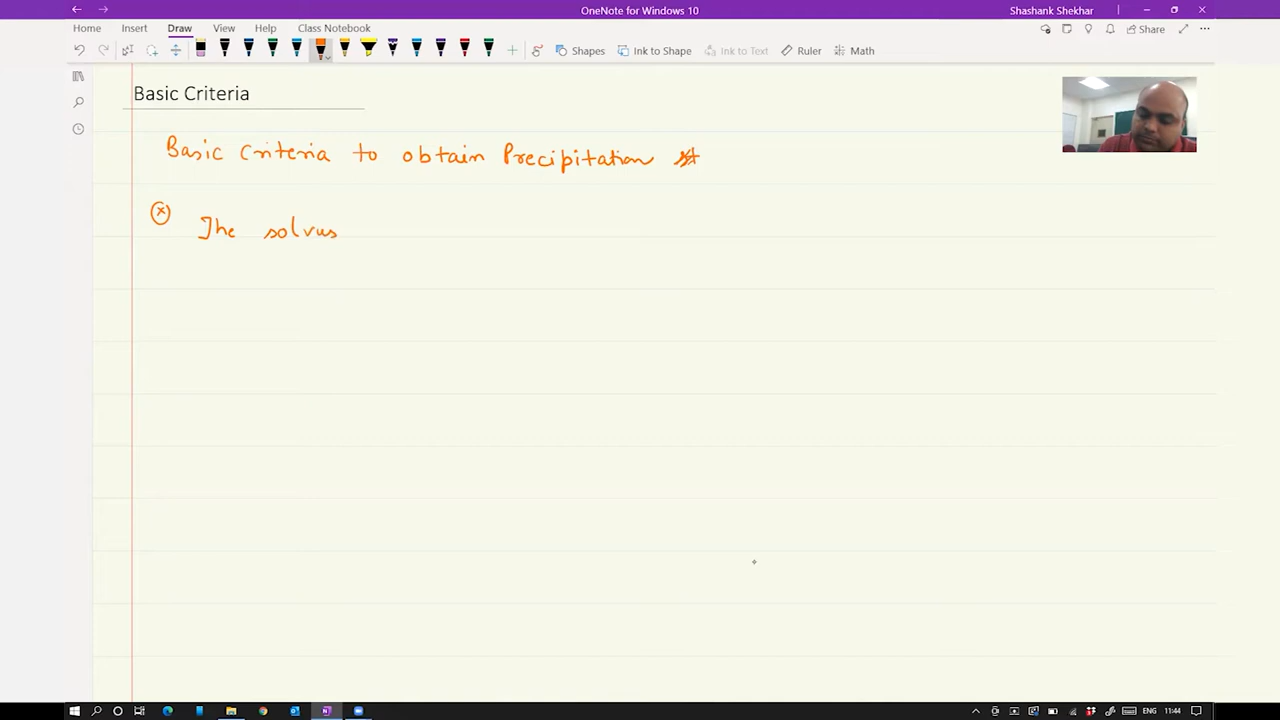 OneNote for Windows 10
Shashank Shekhar
Home Insert Draw View Help Class Notebook
Shapes Ink to Shape Ink to Text Ruler Math
Share
Basic Criteria
Basic Criteria to obtain Precipitation
The solvus
ENG 11:44